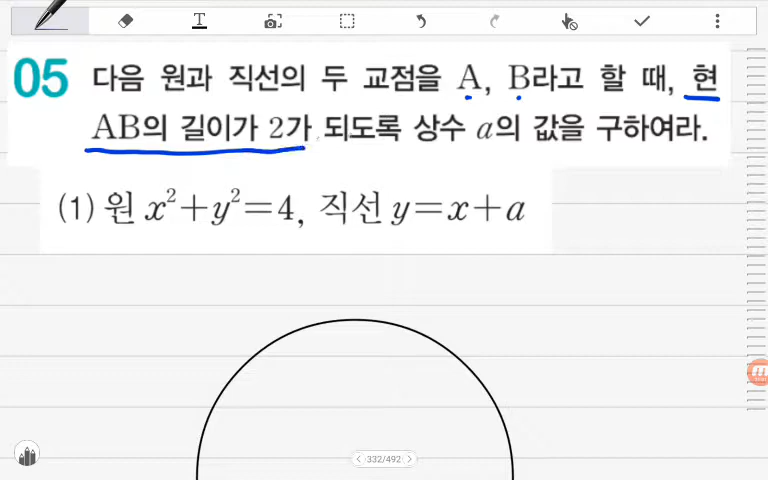 T
05 다음 원과 직선의 두 교점을 A, B라고 할 때, 현
AB의 길이가 2가 되도록 상수 a의 값을 구하여라.
(1) 원 x²+y²=4, 직선 y=x+a
332/492